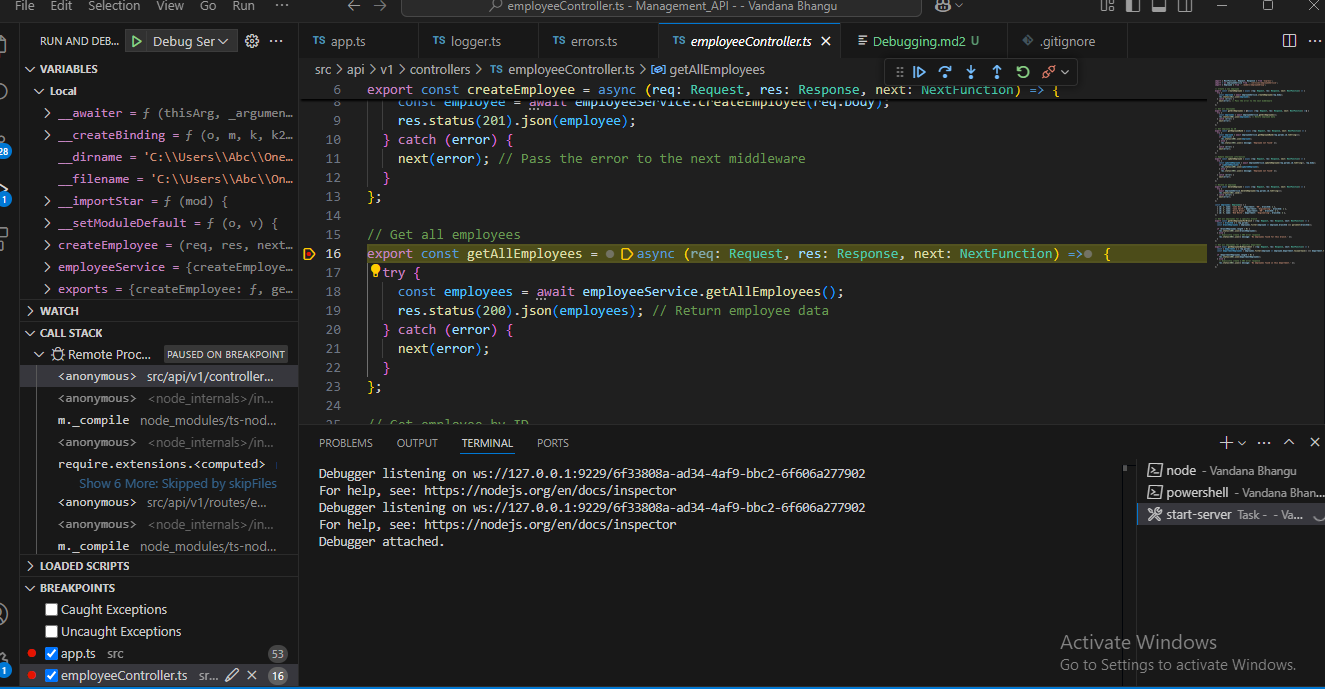 File Edit Selection View Go Run ···
employeeController.ts - Management_API - - Vandana Bhangu
RUN AND DEB... Debug Ser
TS app.ts
TS logger.ts
TS errors.ts
TS employeeController.ts
Debugging.md2 U
.gitignore
src > api > v1 > controllers > TS employeeController.ts > getAllEmployees
VARIABLES
Local
__awaiter = ƒ (thisArg, _argumen...
__createBinding = ƒ (o, m, k, k2...
__dirname = 'C:\\Users\\Abc\\One...
__filename = 'C:\\Users\\Abc\\On...
__importStar = ƒ (mod) {
__setModuleDefault = ƒ (o, v) {
createEmployee = (req, res, next...
employeeService = {createEmploye...
exports = {createEmployee: ƒ, ge...
WATCH
CALL STACK
Remote Proc... PAUSED ON BREAKPOINT
<anonymous> src/api/v1/controller...
<anonymous> <node_internals>/in...
m._compile node_modules/ts-nod...
<anonymous> <node_internals>/in...
require.extensions.<computed>
Show 6 More: Skipped by skipFiles
<anonymous> src/api/v1/routes/e...
<anonymous> <node_internals>/in...
m._compile node_modules/ts-nod...
LOADED SCRIPTS
BREAKPOINTS
Caught Exceptions
Uncaught Exceptions
app.ts src 53
employeeController.ts sr... 16
28
1
1
6 export const createEmployee = async (req: Request, res: Response, next: NextFunction) => {
8 const employee = await employeeService.createEmployee(req.body);
9 res.status(201).json(employee);
10 } catch (error) {
11 next(error); // Pass the error to the next middleware
12 }
13 };
14
15 // Get all employees
16 export const getAllEmployees = async (req: Request, res: Response, next: NextFunction) => {
17 try {
18 const employees = await employeeService.getAllEmployees();
19 res.status(200).json(employees); // Return employee data
20 } catch (error) {
21 next(error);
22 }
23 };
24
25 // Get employee by ID
PROBLEMS OUTPUT TERMINAL PORTS
Debugger listening on ws://127.0.0.1:9229/6f33808a-ad34-4af9-bbc2-6f606a277902
For help, see: https://nodejs.org/en/docs/inspector
Debugger listening on ws://127.0.0.1:9229/6f33808a-ad34-4af9-bbc2-6f606a277902
For help, see: https://nodejs.org/en/docs/inspector
Debugger attached.
node - Vandana Bhangu
powershell - Vandana Bhan...
start-server Task - - Va...
Activate Windows
Go to Settings to activate Windows.